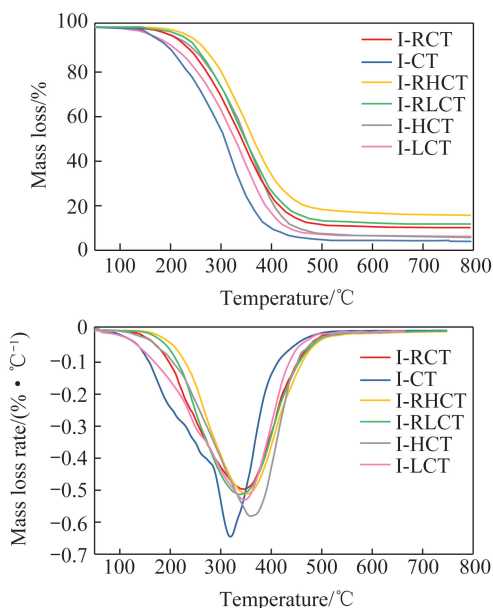 100
80
60
40
20
0
Mass loss/%
I-RCT
I-CT
I-RHCT
I-RLCT
I-HCT
I-LCT
100 200 300 400 500 600 700 800
Temperature/℃
0
−0.1
−0.2
−0.3
−0.4
−0.5
−0.6
−0.7
Mass loss rate/(% • ℃⁻¹)
I-RCT
I-CT
I-RHCT
I-RLCT
I-HCT
I-LCT
100 200 300 400 500 600 700 800
Temperature/℃